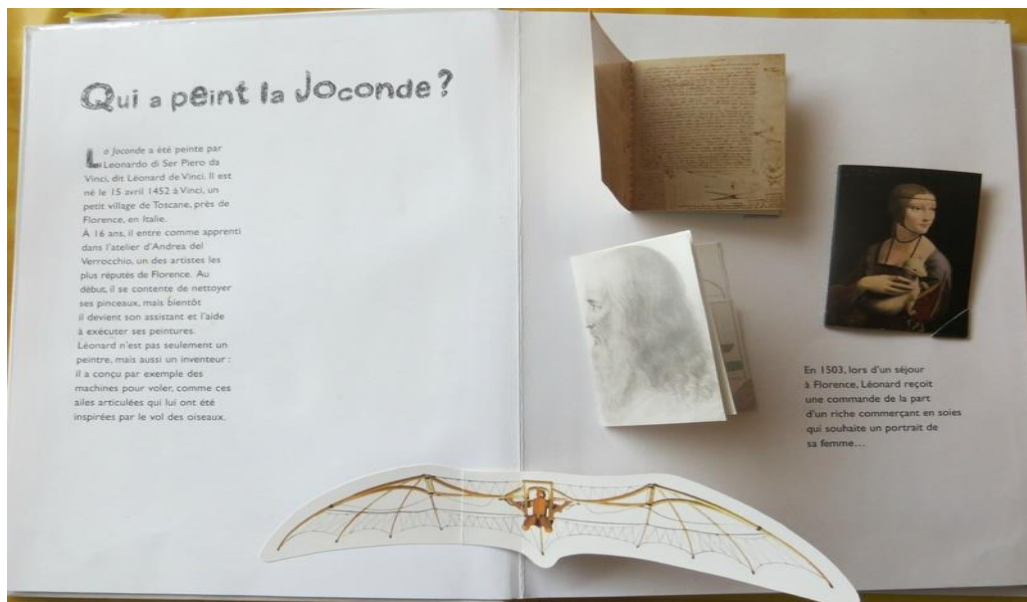 Qui a peint la Joconde ?
La Joconde a été peinte par
Leonardo di Ser Piero da
Vinci, dit Léonard de Vinci. Il est
né le 15 avril 1452 à Vinci, un
petit village de Toscane, près de
Florence, en Italie.
À 16 ans, il entre comme apprenti
dans l'atelier d'Andrea del
Verrocchio, un des artistes les
plus réputés de Florence. Au
début, il se contente de nettoyer
ses pinceaux, mais bientôt
il devient son assistant et l'aide
à exécuter ses peintures.
Léonard n'est pas seulement un
peintre, mais aussi un inventeur :
il a conçu par exemple des
machines pour voler, comme ces
ailes articulées qui lui ont été
inspirées par le vol des oiseaux.
En 1503, lors d'un séjour
à Florence, Léonard reçoit
une commande de la part
d'un riche commerçant en soies
qui souhaite un portrait de
sa femme...